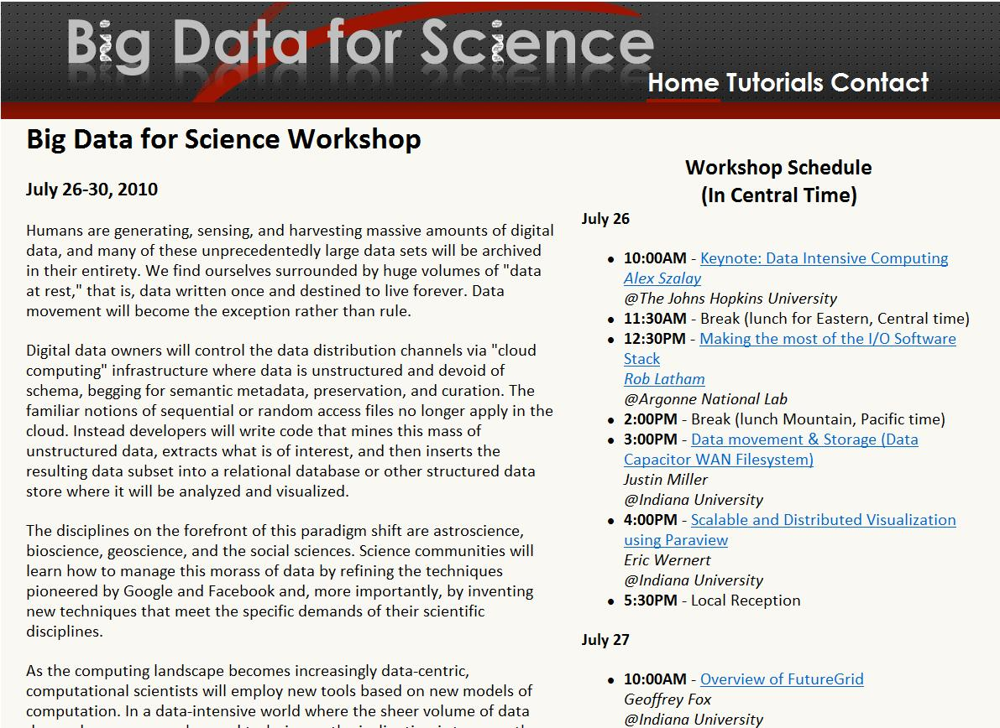 Big Data for Science
Home Tutorials Contact
Big Data for Science Workshop
July 26-30, 2010
Humans are generating, sensing, and harvesting massive amounts of digital
data, and many of these unprecedentedly large data sets will be archived
in their entirety. We find ourselves surrounded by huge volumes of "data
at rest," that is, data written once and destined to live forever. Data
movement will become the exception rather than rule.
Digital data owners will control the data distribution channels via "cloud
computing" infrastructure where data is unstructured and devoid of
schema, begging for semantic metadata, preservation, and curation. The
familiar notions of sequential or random access files no longer apply in the
cloud. Instead developers will write code that mines this mass of
unstructured data, extracts what is of interest, and then inserts the
resulting data subset into a relational database or other structured data
store where it will be analyzed and visualized.
The disciplines on the forefront of this paradigm shift are astroscience,
bioscience, geoscience, and the social sciences. Science communities will
learn how to manage this morass of data by refining the techniques
pioneered by Google and Facebook and, more importantly, by inventing
new techniques that meet the specific demands of their scientific
disciplines.
As the computing landscape becomes increasingly data-centric,
computational scientists will employ new tools based on new models of
computation. In a data-intensive world where the sheer volume of data
Workshop Schedule
(In Central Time)
July 26
• 10:00AM - Keynote: Data Intensive Computing
Alex Szalay
@The Johns Hopkins University
• 11:30AM - Break (lunch for Eastern, Central time)
• 12:30PM - Making the most of the I/O Software
Stack
Rob Latham
@Argonne National Lab
• 2:00PM - Break (lunch Mountain, Pacific time)
• 3:00PM - Data movement & Storage (Data
Capacitor WAN Filesystem)
Justin Miller
@Indiana University
• 4:00PM - Scalable and Distributed Visualization
using Paraview
Eric Wernert
@Indiana University
• 5:30PM - Local Reception
July 27
• 10:00AM - Overview of FutureGrid
Geoffrey Fox
@Indiana University